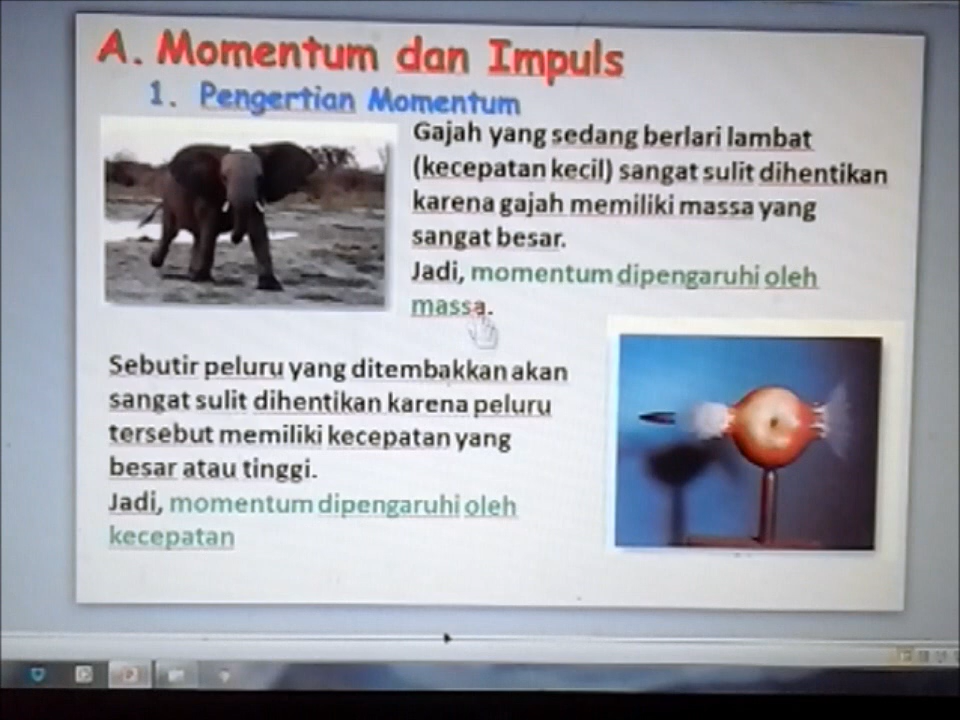 A. Momentum dan Impuls
1. Pengertian Momentum
Gajah yang sedang berlari lambat
(kecepatan kecil) sangat sulit dihentikan
karena gajah memiliki massa yang
sangat besar.
Jadi, momentum dipengaruhi oleh
massa.
Sebutir peluru yang ditembakkan akan
sangat sulit dihentikan karena peluru
tersebut memiliki kecepatan yang
besar atau tinggi.
Jadi, momentum dipengaruhi oleh
kecepatan